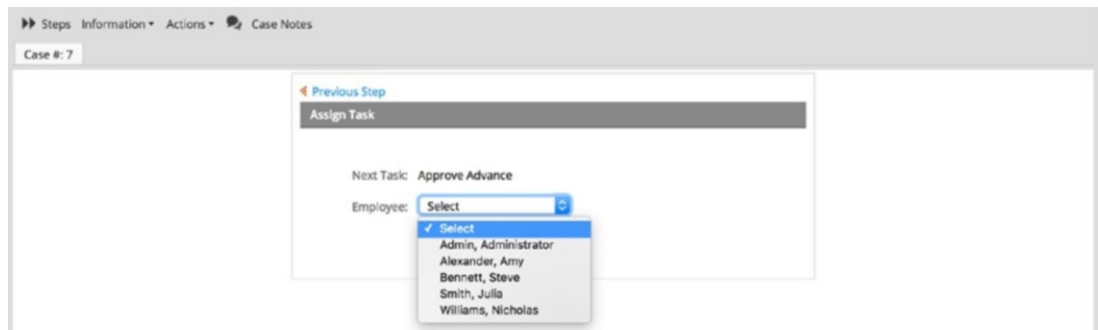 Steps Information Actions Case Notes
Case #: 7
Previous Step
Assign Task
Next Task: Approve Advance
Employee: Select
✓ Select
Admin, Administrator
Alexander, Amy
Bennett, Steve
Smith, Julia
Williams, Nicholas